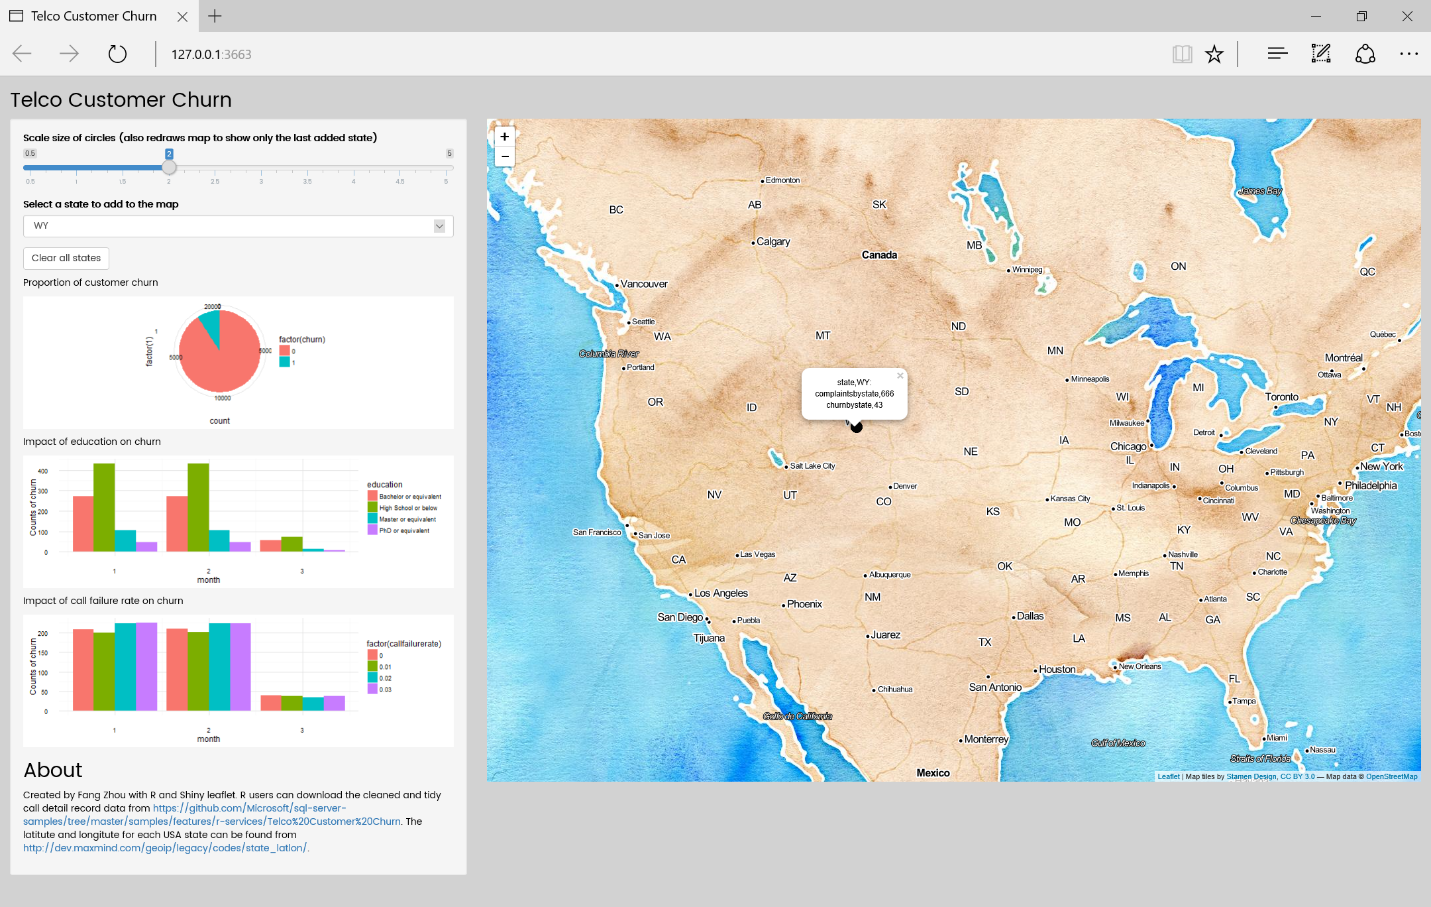 Telco Customer Churn
127.0.0.1:3663
Telco Customer Churn
Scale size of circles (also redraws map to show only the last added state)
0.5 2 5
0.5 1 1.5 2 2.5 3 3.5 4 4.5 5
Select a state to add to the map
WY
Clear all states
Proportion of customer churn
factor(1)
1
5000
5000
10000
count
factor(churn)
0
1
Impact of education on churn
Counts of churn
400
300
200
100
0
1 2 3
month
education
Bachelor or equivalent
High School or below
Master or equivalent
PhD or equivalent
Impact of call failure rate on churn
Counts of churn
200
150
100
50
0
1 2 3
month
factor(callfailurerate)
0
0.01
0.02
0.03
About
Created by Fang Zhou with R and Shiny leaflet. R users can download the cleaned and tidy
call detail record data from https://github.com/Microsoft/sql-server-
samples/tree/master/samples/features/r-services/Telco%20Customer%20Churn. The
latitute and longitute for each USA state can be found from
http://dev.maxmind.com/geoip/legacy/codes/state_latlon/.
+
−
Edmonton
James Bay
BC
AB
SK
Calgary
MB
Canada
ON
Winnipeg
QC
Vancouver
Seattle
WA
MT
ND
Québec
Columbia River
MN
Montréal
Portland
Ottawa
Minneapolis
state,WY:
complaintsbystate,666
churnbystate,43
SD
MI
WI
Toronto
VT
NH
OR
ID
NY
Milwaukee
Detroit
Chicago
IA
CT
NE
Cleveland
PA
IL
IN
OH
New York
Salt Lake City
Pittsburgh
Denver
Indianapolis
Columbus
Philadelphia
NV
UT
CO
Kansas City
Cincinnati
MD
Baltimore
KS
St. Louis
Washington
MO
WV
Chesapeake Bay
San Francisco
San Jose
KY
VA
CA
Las Vegas
Nashville
NC
OK
TN
AZ
Albuquerque
AR
Memphis
Charlotte
Los Angeles
NM
Phoenix
Atlanta
SC
San Diego
Puebla
Dallas
MS
AL
GA
Tijuana
Juarez
TX
LA
Houston
New Orleans
FL
San Antonio
Chihuahua
Tampa
Golfo de California
Monterrey
Gulf of Mexico
Miami
Nassau
Straits of Florida
Mexico
Leaflet | Map tiles by Stamen Design, CC BY 3.0 — Map data © OpenStreetMap